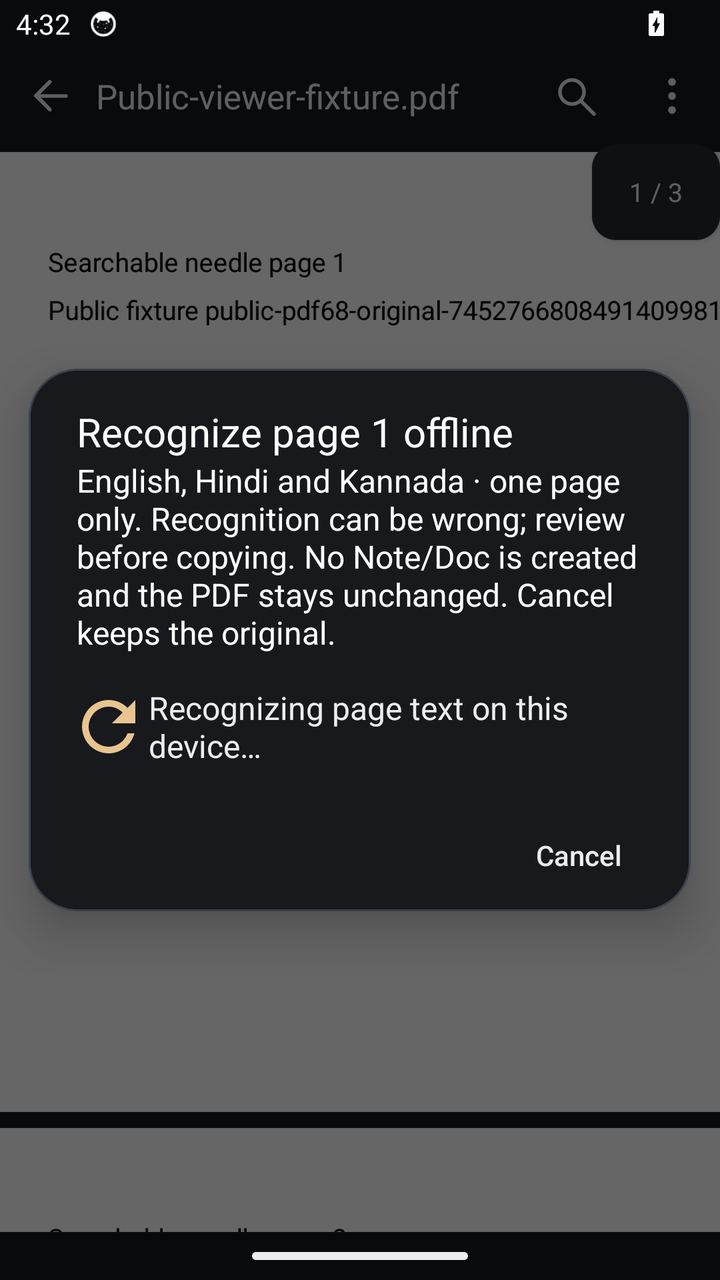 4:32
Public-viewer-fixture.pdf
1 / 3
Searchable needle page 1
Public fixture public-pdf68-original-7452766808491409981
Recognize page 1 offline
English, Hindi and Kannada · one page
only. Recognition can be wrong; review
before copying. No Note/Doc is created
and the PDF stays unchanged. Cancel
keeps the original.
Recognizing page text on this
device…
Cancel